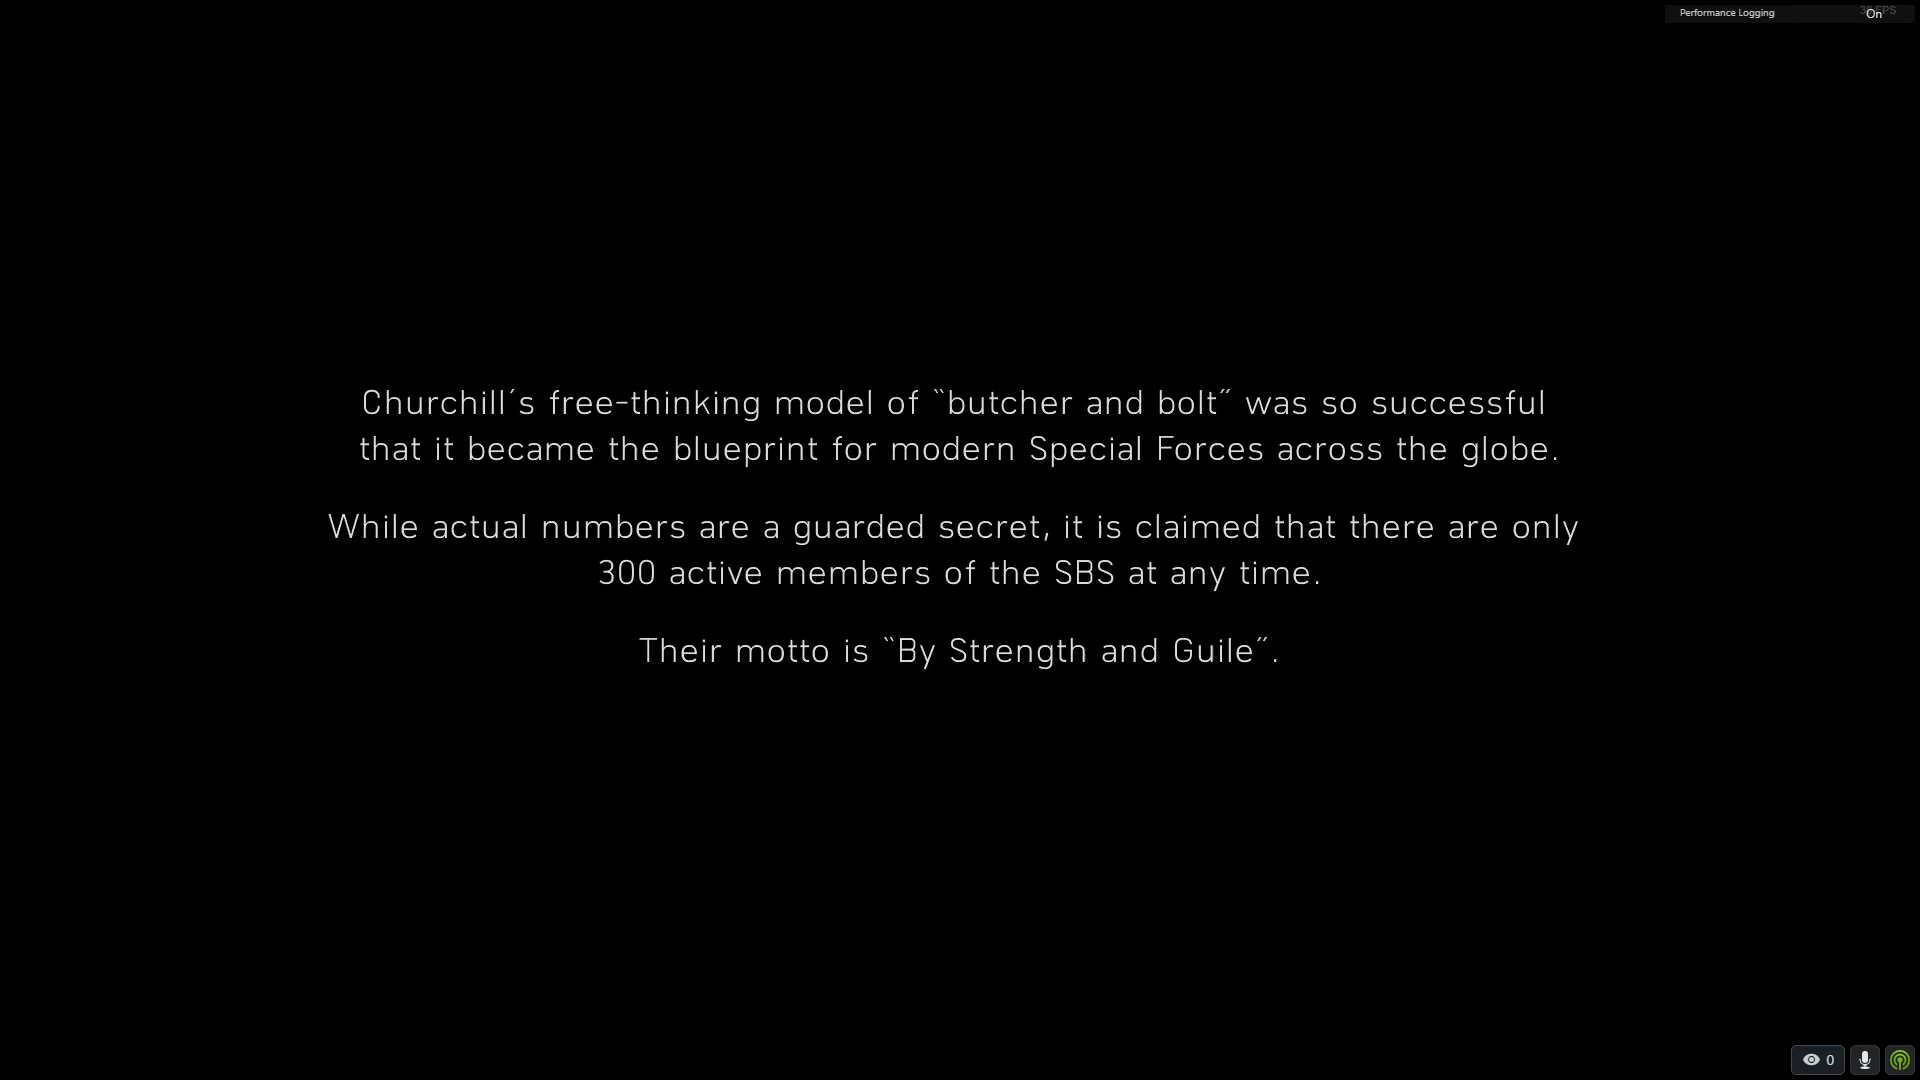 Performance Logging On
Churchill´s free-thinking model of “butcher and bolt” was so successful
that it became the blueprint for modern Special Forces across the globe.
While actual numbers are a guarded secret, it is claimed that there are only
300 active members of the SBS at any time.
Their motto is “By Strength and Guile”.
0